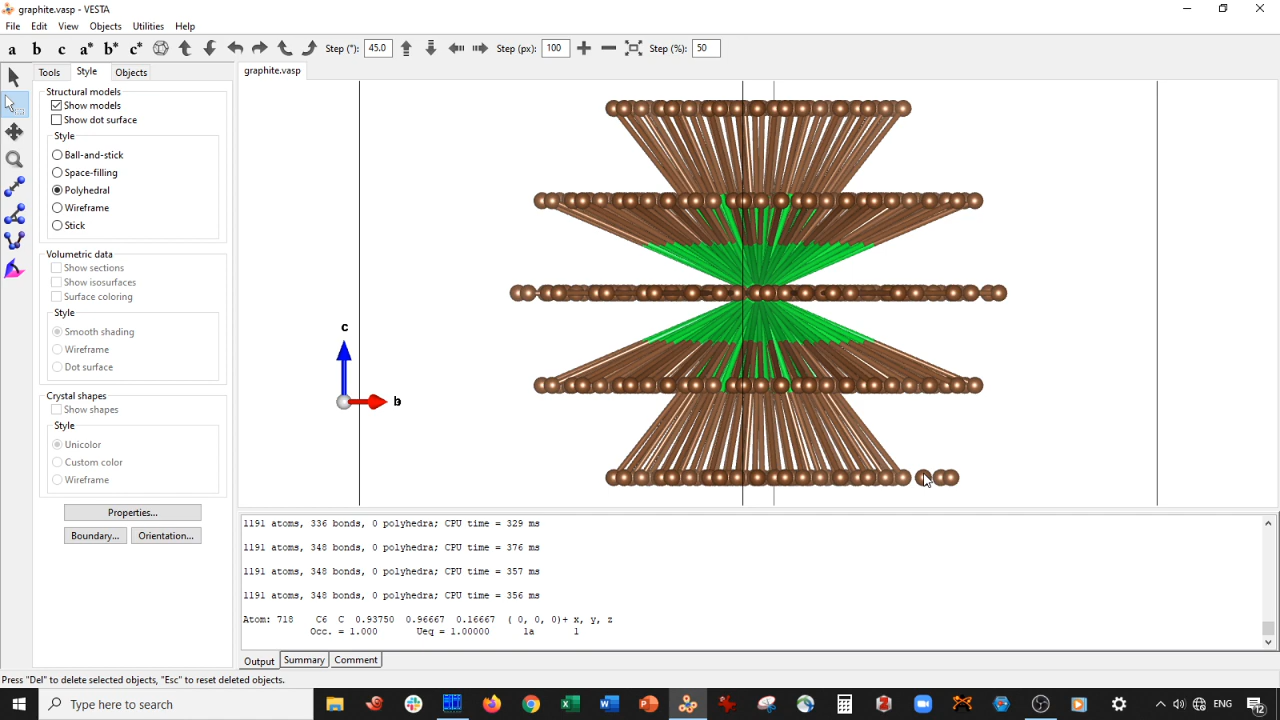 graphite.vasp - VESTA
File Edit View Objects Utilities Help
a b c a* b* c* Step (°): 45.0 Step (px): 100 Step (%): 50
Tools Style Objects
graphite.vasp
Structural models
Show models
Show dot surface
Style
Ball-and-stick
Space-filling
Polyhedral
Wireframe
Stick
Volumetric data
Show sections
Show isosurfaces
Surface coloring
Style
Smooth shading
Wireframe
Dot surface
Crystal shapes
Show shapes
Style
Unicolor
Custom color
Wireframe
Properties...
Boundary... Orientation...
c
b
1191 atoms, 336 bonds, 0 polyhedra; CPU time = 329 ms
1191 atoms, 348 bonds, 0 polyhedra; CPU time = 376 ms
1191 atoms, 348 bonds, 0 polyhedra; CPU time = 357 ms
1191 atoms, 348 bonds, 0 polyhedra; CPU time = 356 ms
Atom: 718 C6 C 0.93750 0.96667 0.16667 ( 0, 0, 0)+ x, y, z
Occ. = 1.000 Ueq = 1.00000 1a 1
Output Summary Comment
Press "Del" to delete selected objects, "Esc" to reset deleted objects.
Type here to search
ENG
12